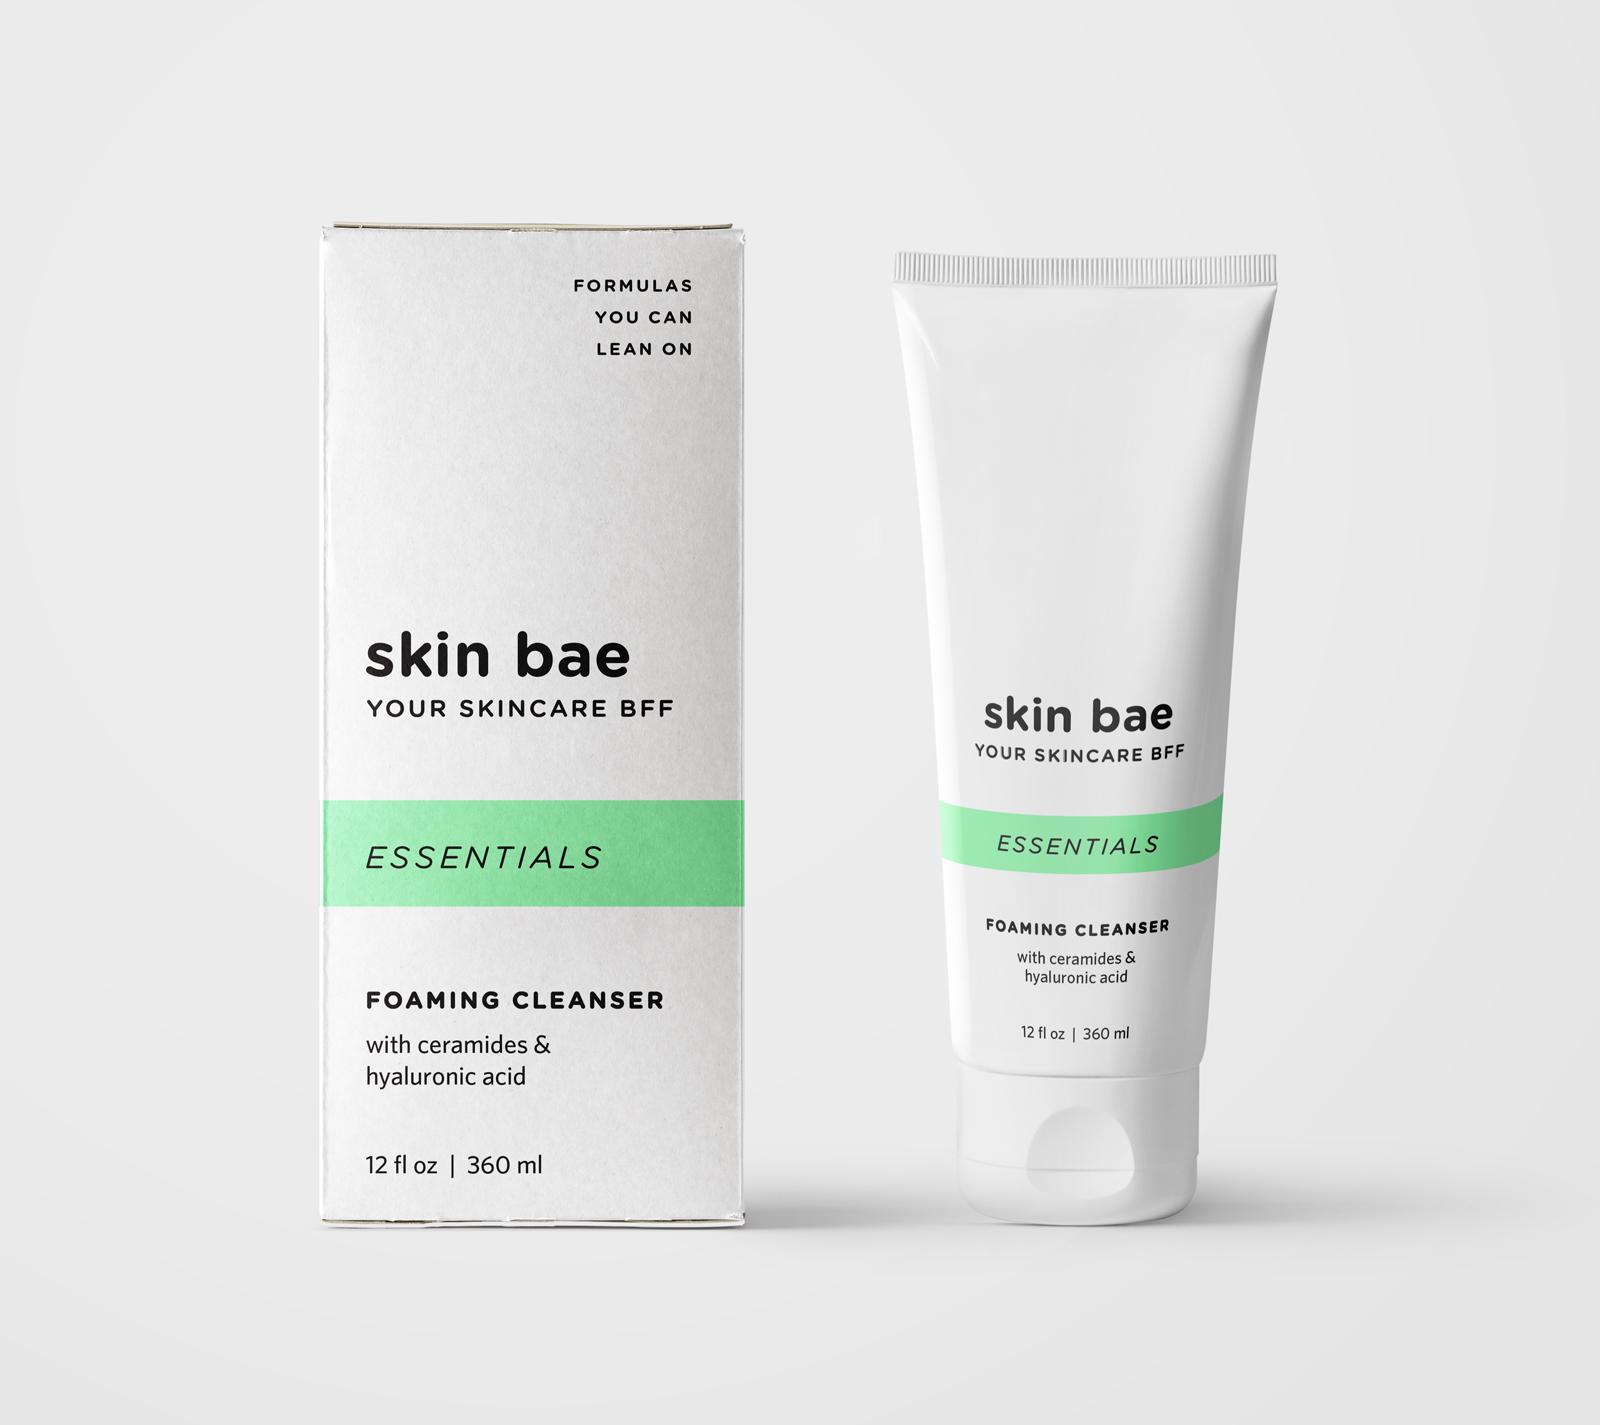 FORMULAS
YOU CAN
LEAN ON
skin bae
YOUR SKINCARE BFF
ESSENTIALS
FOAMING CLEANSER
with ceramides &
hyaluronic acid
12 fl oz | 360 ml
skin bae
YOUR SKINCARE BFF
ESSENTIALS
FOAMING CLEANSER
with ceramides &
hyaluronic acid
12 fl oz | 360 ml